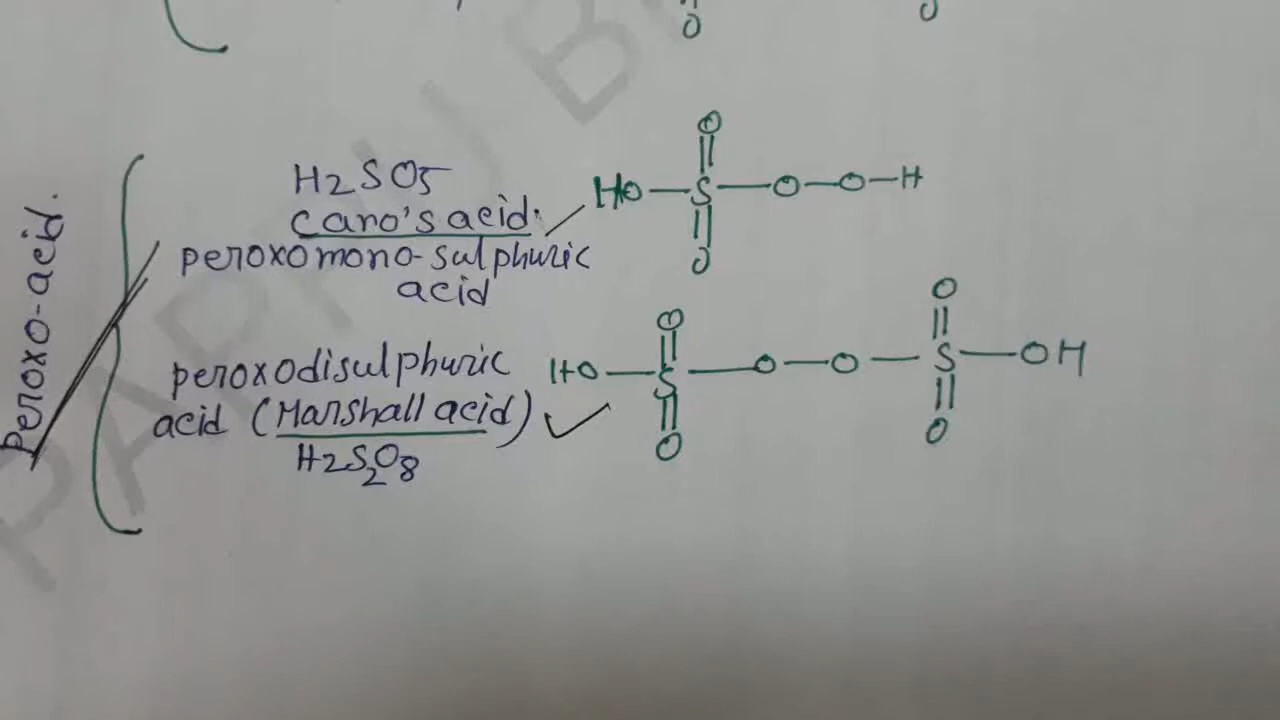 O
O
Peroxo-acid.
H2SO5
Caro's acid.
peroxomono-sulphuric
acid
O
HO-S-O-O-H
O
peroxodisulphuric
acid (Marshall acid)
H2S2O8
O O
HO-S-O-O-S-OH
O O